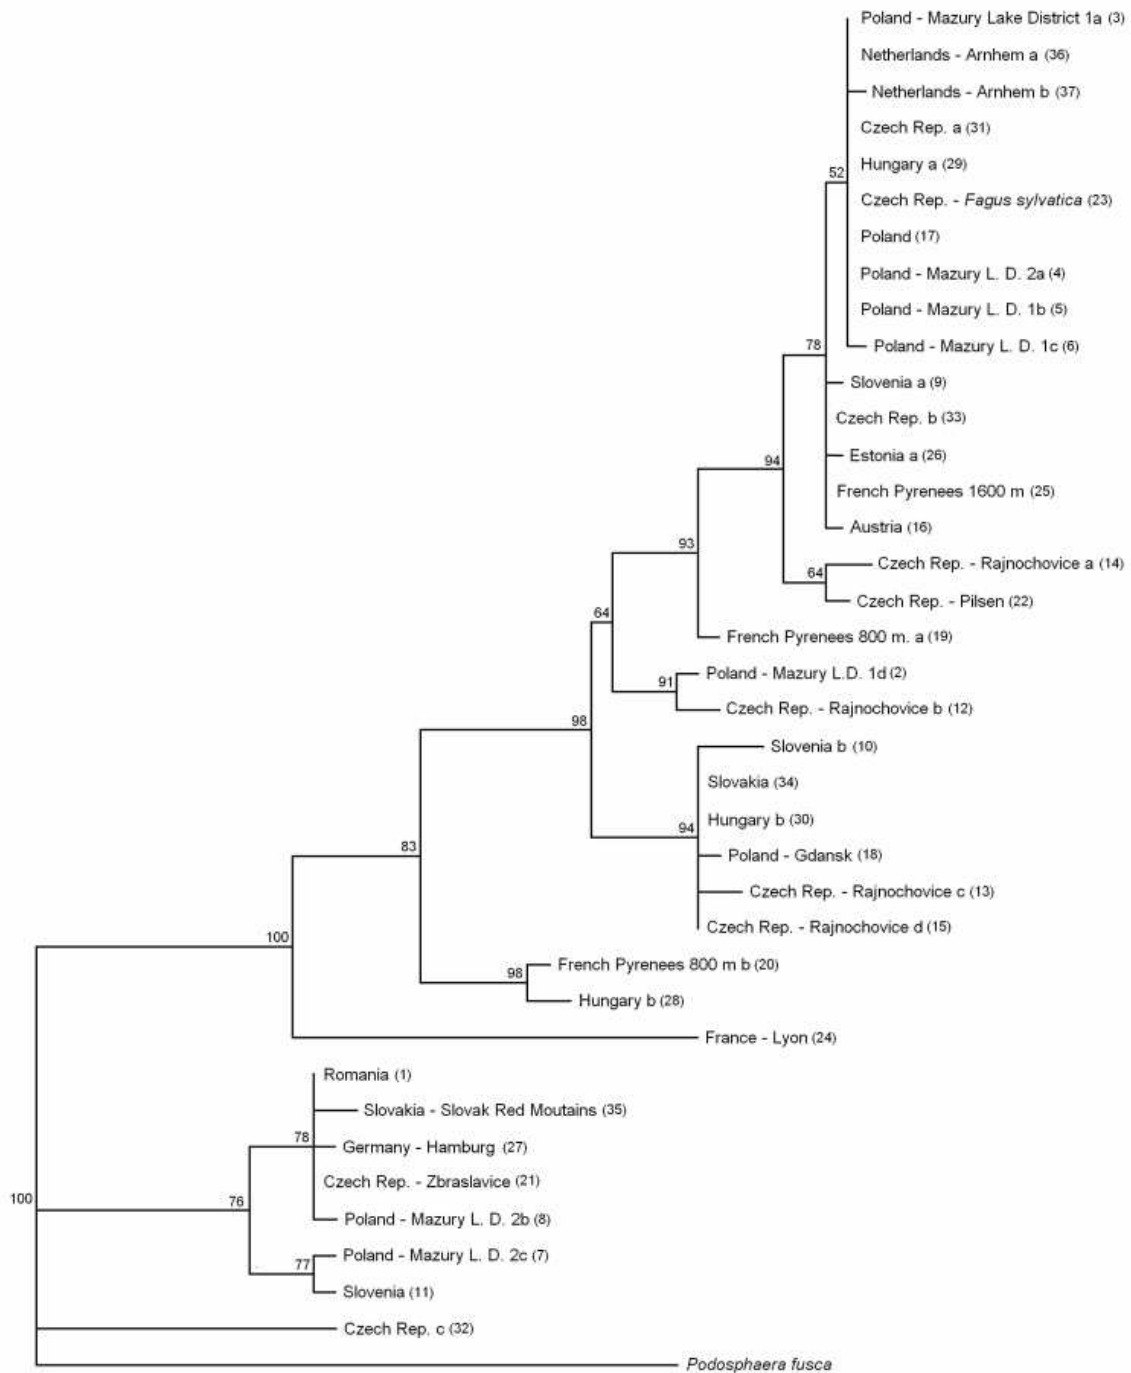 Poland - Mazury Lake District 1a (3)
Netherlands - Arnhem a (36)
Netherlands - Arnhem b (37)
Czech Rep. a (31)
Hungary a (29)
52
Czech Rep. - Fagus sylvatica (23)
Poland (17)
Poland - Mazury L. D. 2a (4)
Poland - Mazury L. D. 1b (5)
78
Poland - Mazury L. D. 1c (6)
Slovenia a (9)
Czech Rep. b (33)
94
Estonia a (26)
French Pyrenees 1600 m (25)
Austria (16)
93
Czech Rep. - Rajnochovice a (14)
64
Czech Rep. - Pilsen (22)
64
French Pyrenees 800 m. a (19)
Poland - Mazury L.D. 1d (2)
91
Czech Rep. - Rajnochovice b (12)
98
Slovenia b (10)
Slovakia (34)
Hungary b (30)
94
83
Poland - Gdansk (18)
Czech Rep. - Rajnochovice c (13)
Czech Rep. - Rajnochovice d (15)
100
French Pyrenees 800 m b (20)
98
Hungary b (28)
France - Lyon (24)
Romania (1)
Slovakia - Slovak Red Moutains (35)
78
Germany - Hamburg (27)
Czech Rep. - Zbraslavice (21)
100
76
Poland - Mazury L. D. 2b (8)
Poland - Mazury L. D. 2c (7)
77
Slovenia (11)
Czech Rep. c (32)
Podosphaera fusca